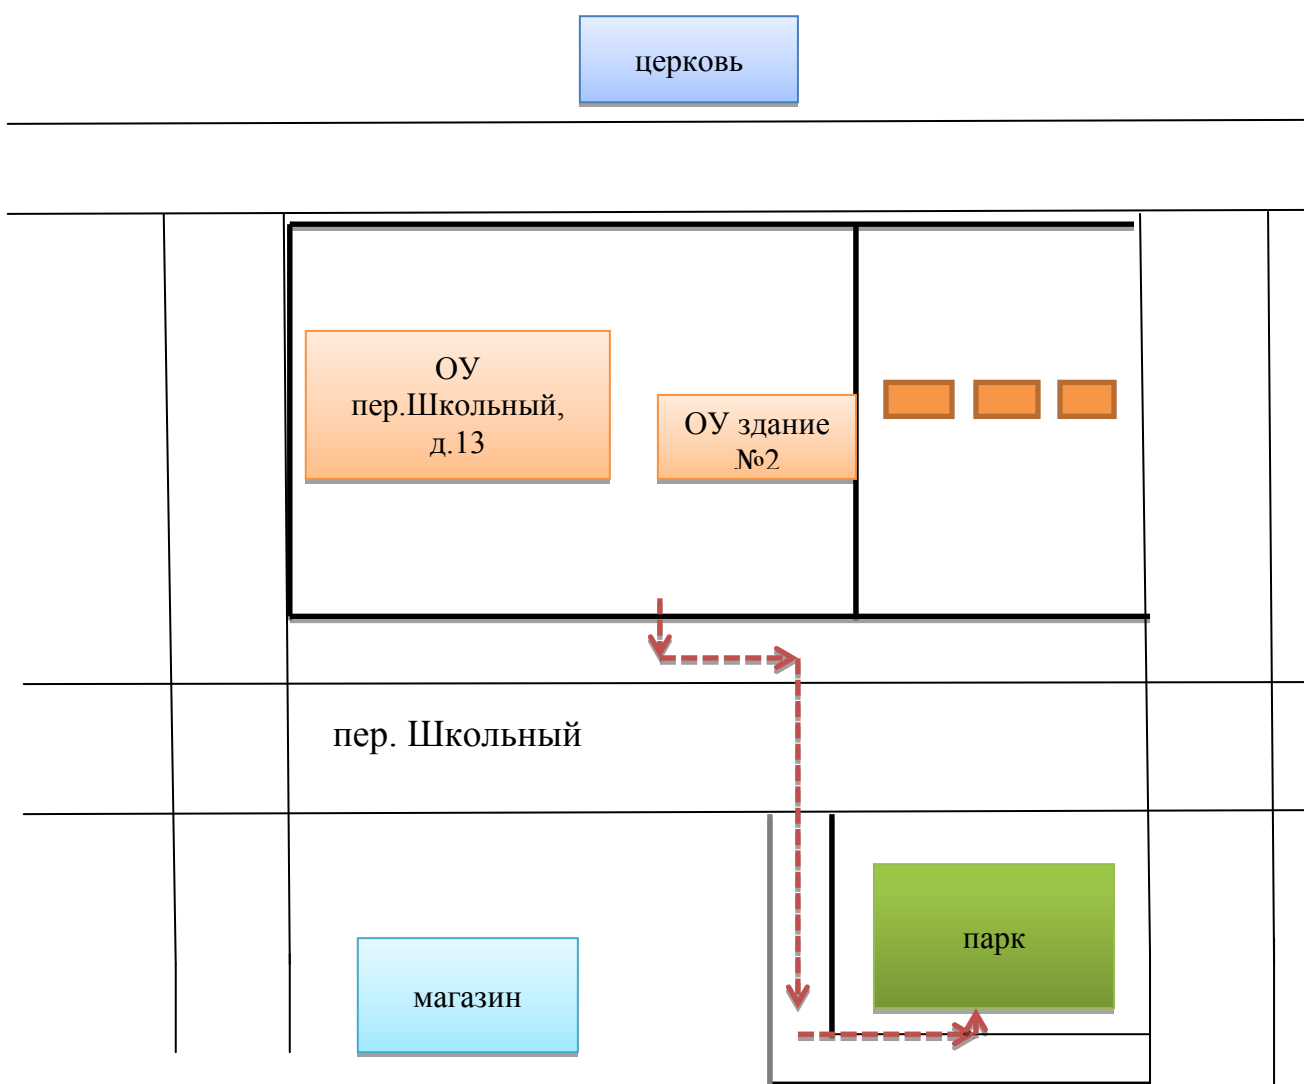 церковь
ОУ
пер.Школьный,
д.13
ОУ здание
№2
пер. Школьный
парк
магазин